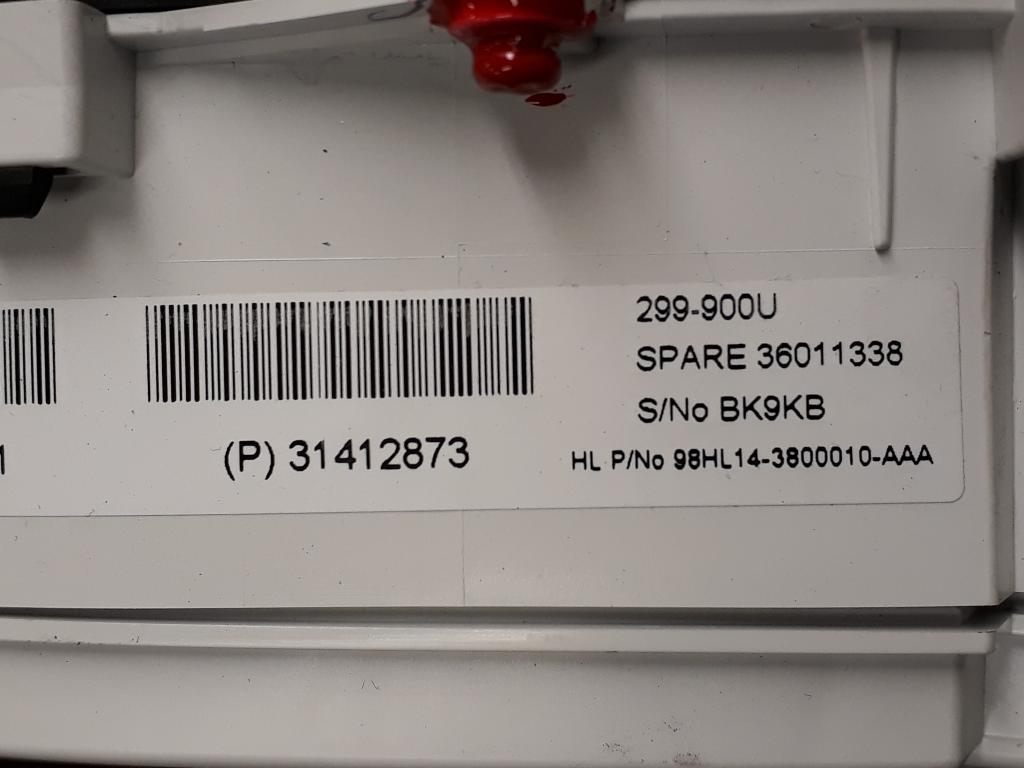 299-900U
SPARE 36011338
S/No BK9KB
(P) 31412873
HL P/No 98HL14-3800010-AAA